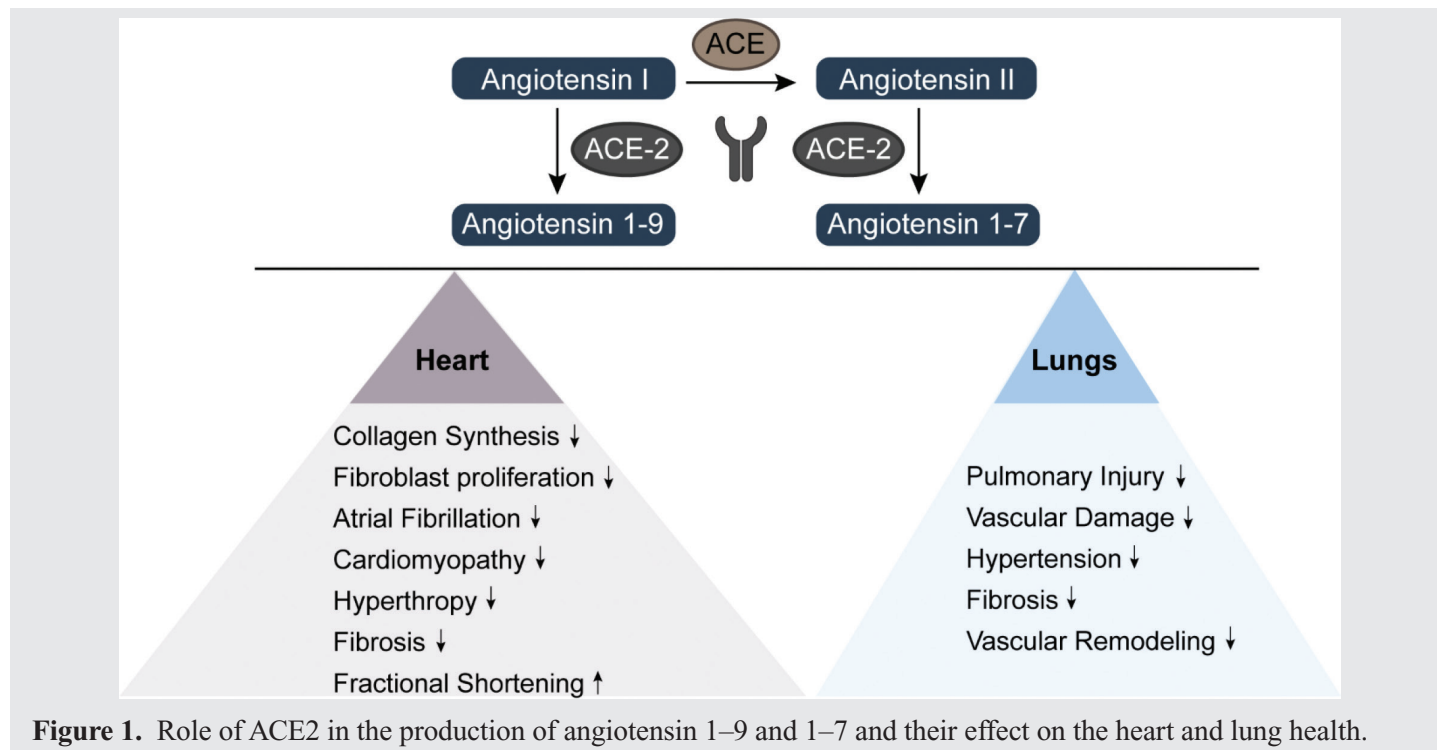 ACE
Angiotensin I
Angiotensin II
ACE-2
ACE-2
Angiotensin 1-9
Angiotensin 1-7
Heart
Collagen Synthesis ↓
Fibroblast proliferation ↓
Atrial Fibrillation ↓
Cardiomyopathy ↓
Hyperthropy ↓
Fibrosis ↓
Fractional Shortening ↑
Lungs
Pulmonary Injury ↓
Vascular Damage ↓
Hypertension ↓
Fibrosis ↓
Vascular Remodeling ↓
Figure 1. Role of ACE2 in the production of angiotensin 1–9 and 1–7 and their effect on the heart and lung health.